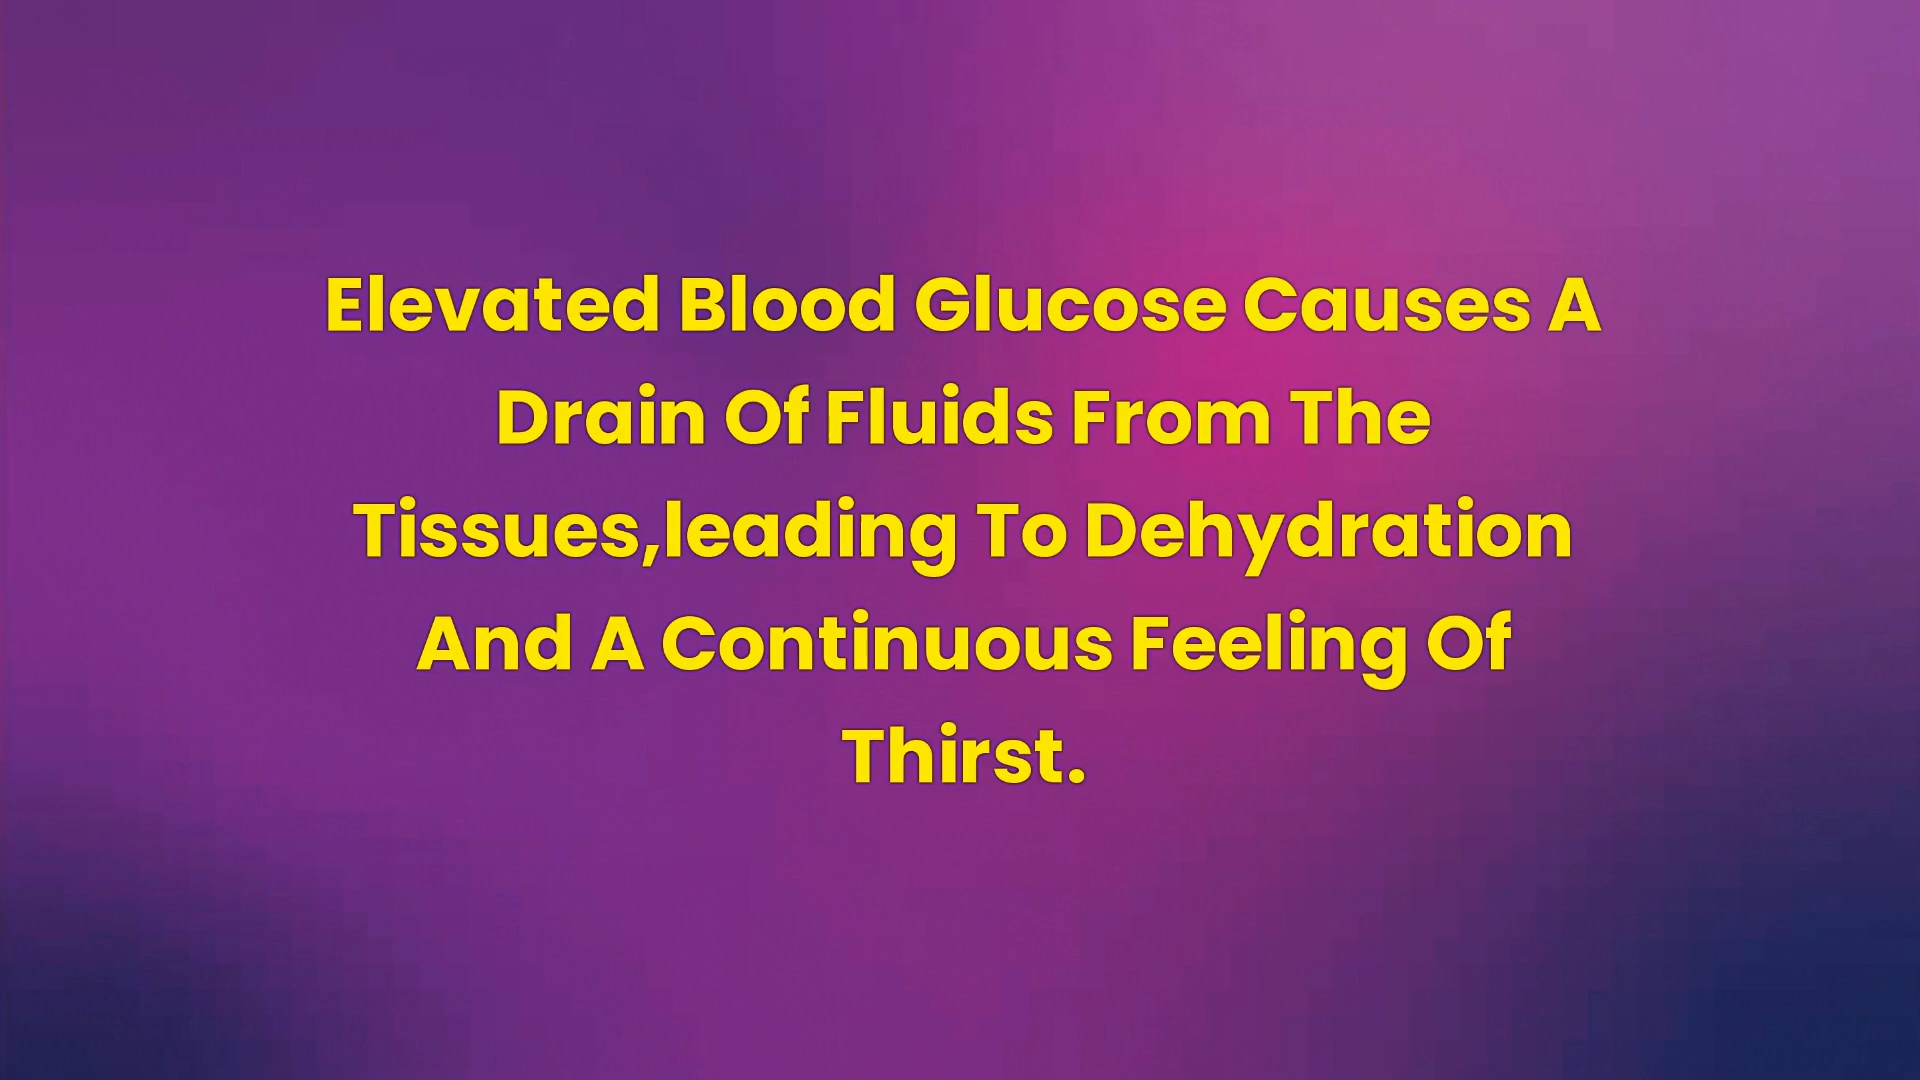 Elevated Blood Glucose Causes A
Drain Of Fluids From The
Tissues,leading To Dehydration
And A Continuous Feeling Of
Thirst.